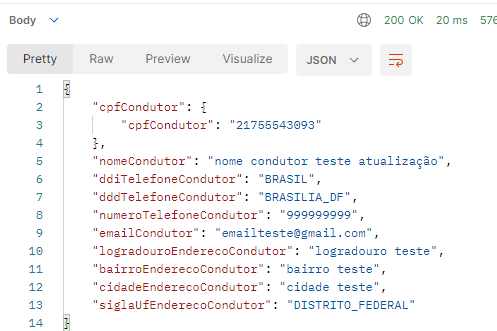 Body 200 OK 20 ms 576
Pretty Raw Preview Visualize JSON
1 {
2 "cpfCondutor": {
3 "cpfCondutor": "21755543093"
4 },
5 "nomeCondutor": "nome condutor teste atualização",
6 "ddiTelefoneCondutor": "BRASIL",
7 "dddTelefoneCondutor": "BRASILIA_DF",
8 "numeroTelefoneCondutor": "999999999",
9 "emailCondutor": "emailteste@gmail.com",
10 "logradouroEnderecoCondutor": "logradouro teste",
11 "bairroEnderecoCondutor": "bairro teste",
12 "cidadeEnderecoCondutor": "cidade teste",
13 "siglaUfEnderecoCondutor": "DISTRITO_FEDERAL"
14 }